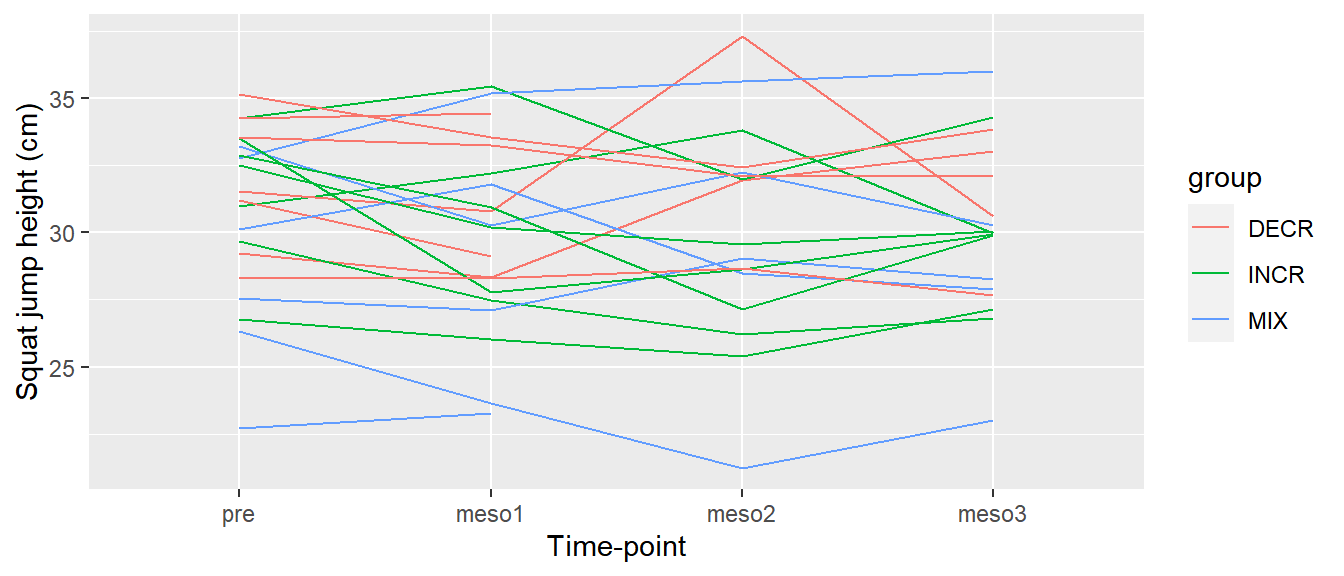 Squat jump height (cm)
35
30
25
pre meso1 meso2 meso3
Time-point
group
DECR
INCR
MIX